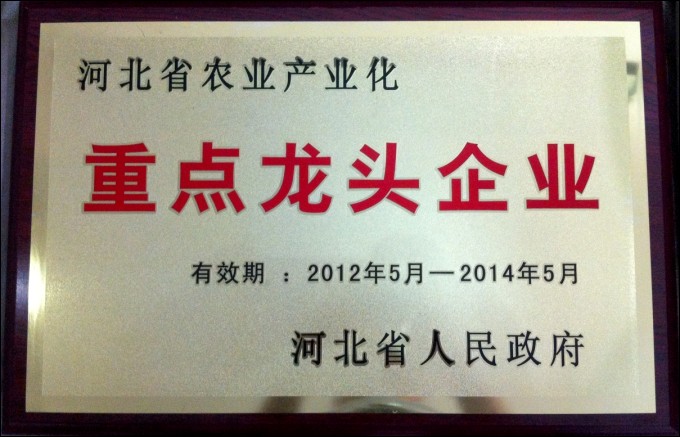 河北省农业产业化
重点龙头企业
有效期 :2012年5月—2014年5月
河北省人民政府